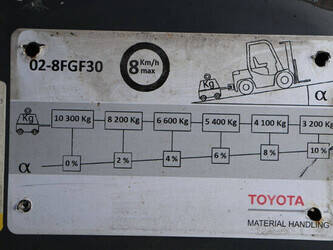 02-8FGF30
8 Km/h
max
Kg
α
Kg
10 300 Kg 8 200 Kg 6 600 Kg 5 400 Kg 4 100 Kg 3 200 Kg
α 0 % 2 % 4 % 6 % 8 % 10 %
TOYOTA
MATERIAL HANDLING